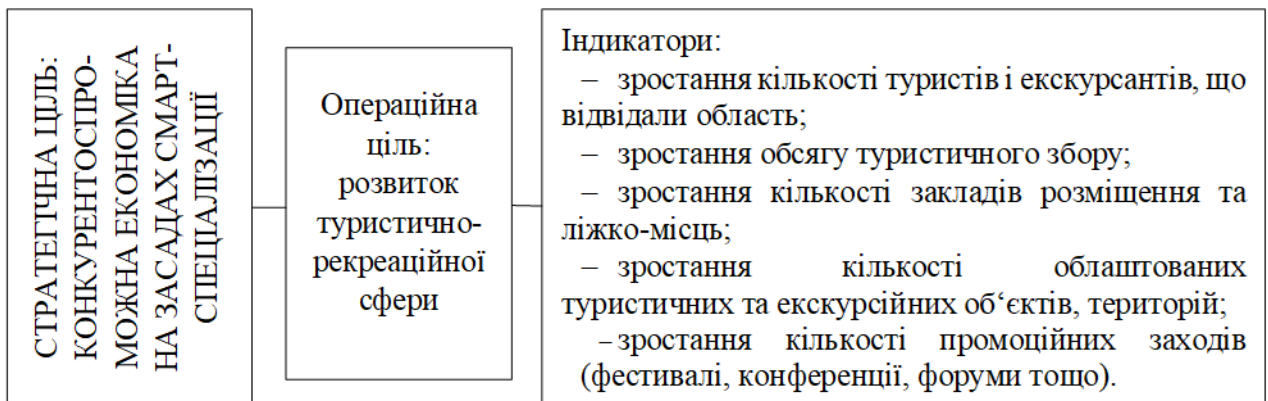 СТРАТЕГІЧНА ЦІЛЬ:
КОНКУРЕНТОСПРО-
МОЖНА ЕКОНОМІКА
НА ЗАСАДАХ СМАРТ-
СПЕЦІАЛІЗАЦІЇ
Операційна
ціль:
розвиток
туристично-
рекреаційної
сфери
Індикатори:
– зростання кількості туристів і екскурсантів, що
відвідали область;
– зростання обсягу туристичного збору;
– зростання кількості закладів розміщення та
ліжко-місць;
– зростання кількості облаштованих
туристичних та екскурсійних об‘єктів, територій;
– зростання кількості промоційних заходів
(фестивалі, конференції, форуми тощо).